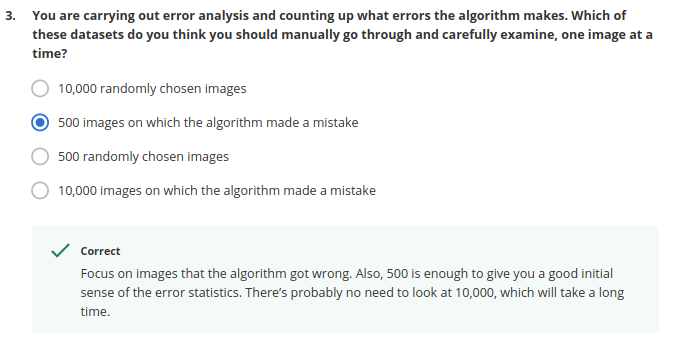 3. You are carrying out error analysis and counting up what errors the algorithm makes. Which of
these datasets do you think you should manually go through and carefully examine, one image at a
time?
10,000 randomly chosen images
500 images on which the algorithm made a mistake
500 randomly chosen images
10,000 images on which the algorithm made a mistake
Correct
Focus on images that the algorithm got wrong. Also, 500 is enough to give you a good initial
sense of the error statistics. There’s probably no need to look at 10,000, which will take a long
time.